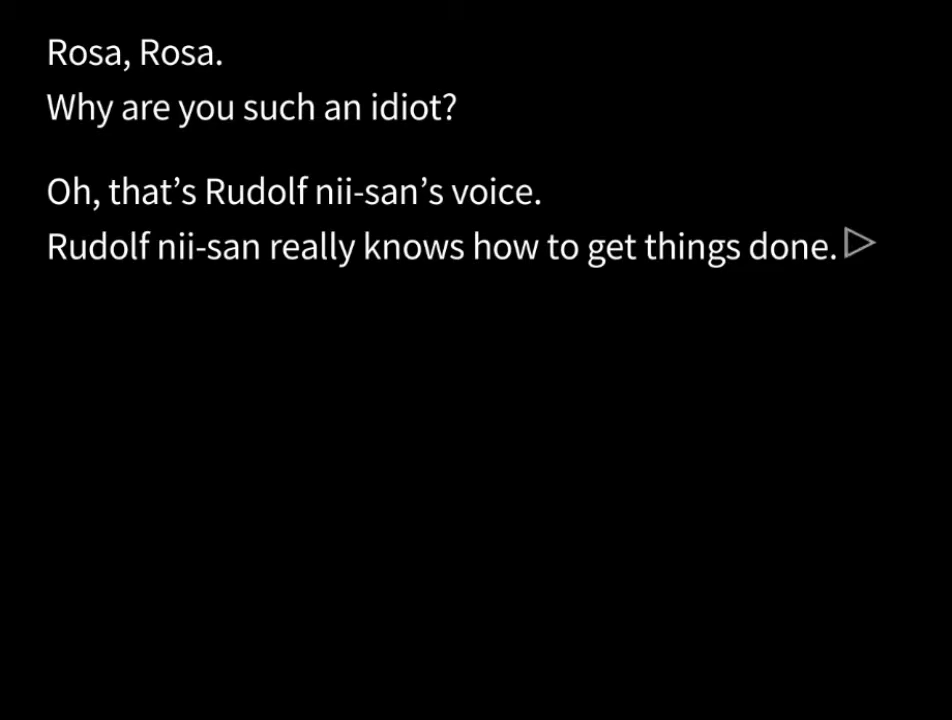 Rosa, Rosa.
Why are you such an idiot?
Oh, that’s Rudolf nii-san’s voice.
Rudolf nii-san really knows how to get things done.